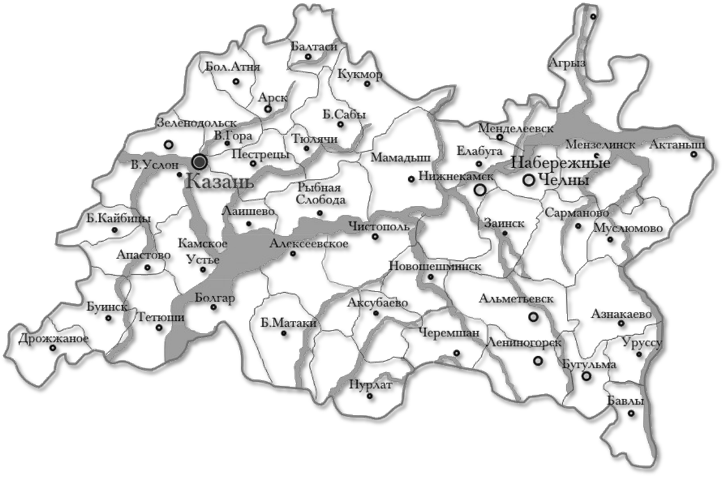 Балтаси
Бол.Атня
Кукмор
Агрыз
Арск
Б.Сабы
Зеленодольск
В.Гора
Тюлячи
Менделеевск
Мензелинск
Актаныш
Пестрецы
Мамадыш
Елабуга
Набережные
Челны
В.Услон
Казань
Нижнекамск
Рыбная
Слобода
Лаишево
Сарманово
Б.Кайбицы
Чистополь
Заинск
Муслюмово
Камское
Устье
Алексеевское
Апастово
Новошешминск
Болгар
Аксубаево
Альметьевск
Буинск
Тетюши
Азнакаево
Б.Матаки
Черемшан
Дрожжаное
Лениногорск
Уруссу
Бугульма
Нурлат
Бавлы